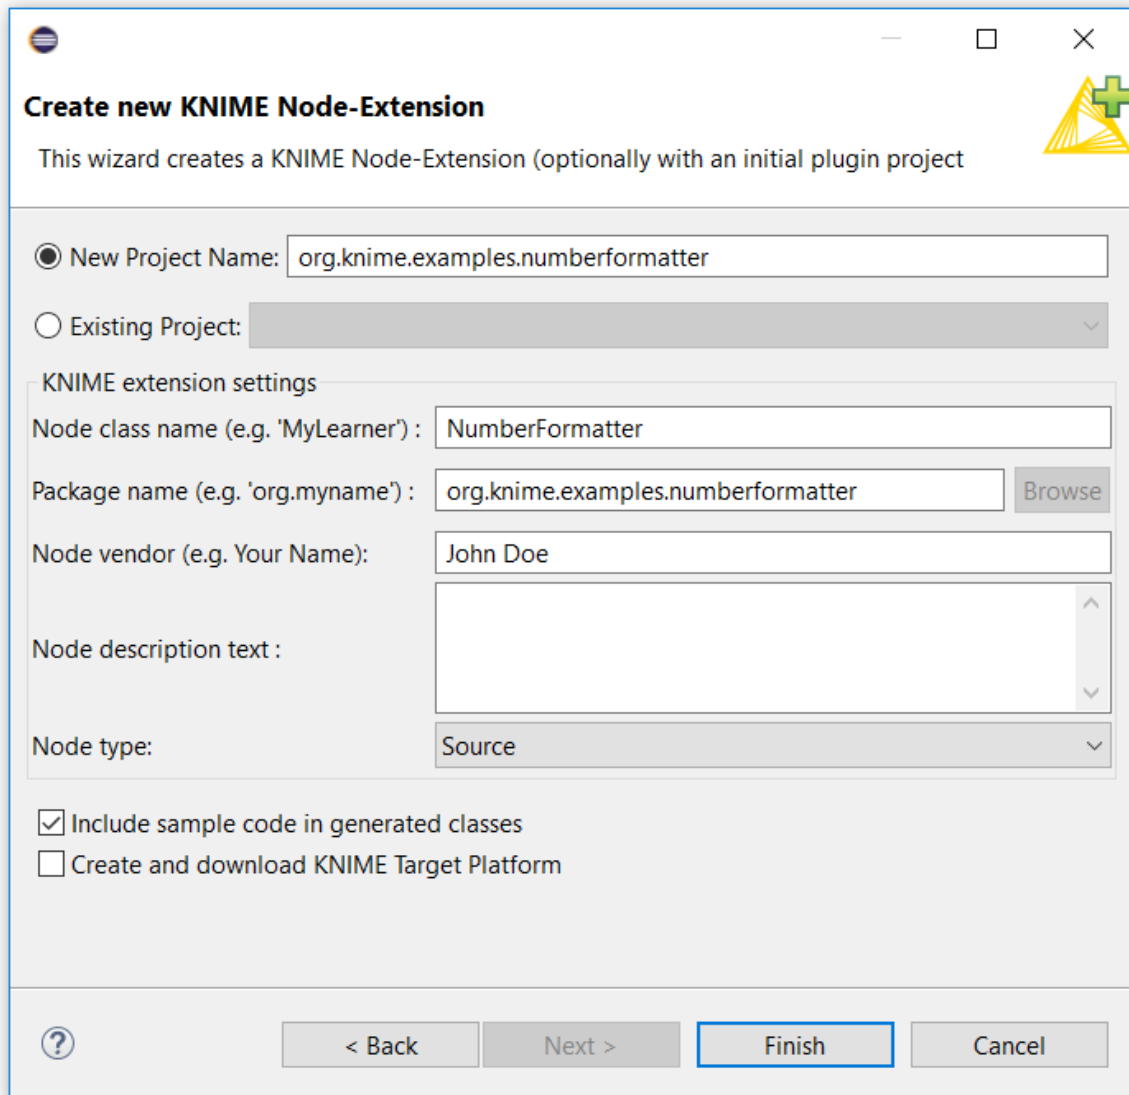 Create new KNIME Node-Extension
This wizard creates a KNIME Node-Extension (optionally with an initial plugin project
New Project Name: org.knime.examples.numberformatter
Existing Project:
KNIME extension settings
Node class name (e.g. 'MyLearner') : NumberFormatter
Package name (e.g. 'org.myname') : org.knime.examples.numberformatter Browse
Node vendor (e.g. Your Name): John Doe
Node description text :
Node type: Source
Include sample code in generated classes
Create and download KNIME Target Platform
? < Back Next > Finish Cancel